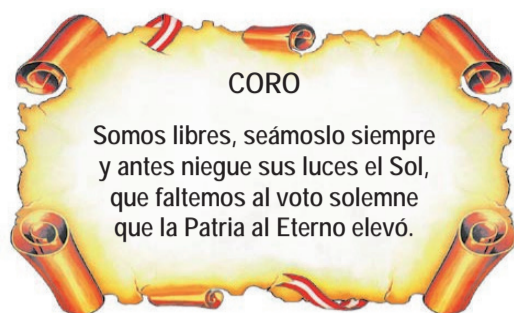 CORO
Somos libres, seámoslo siempre
y antes niegue sus luces el Sol,
que faltemos al voto solemne
que la Patria al Eterno elevó.